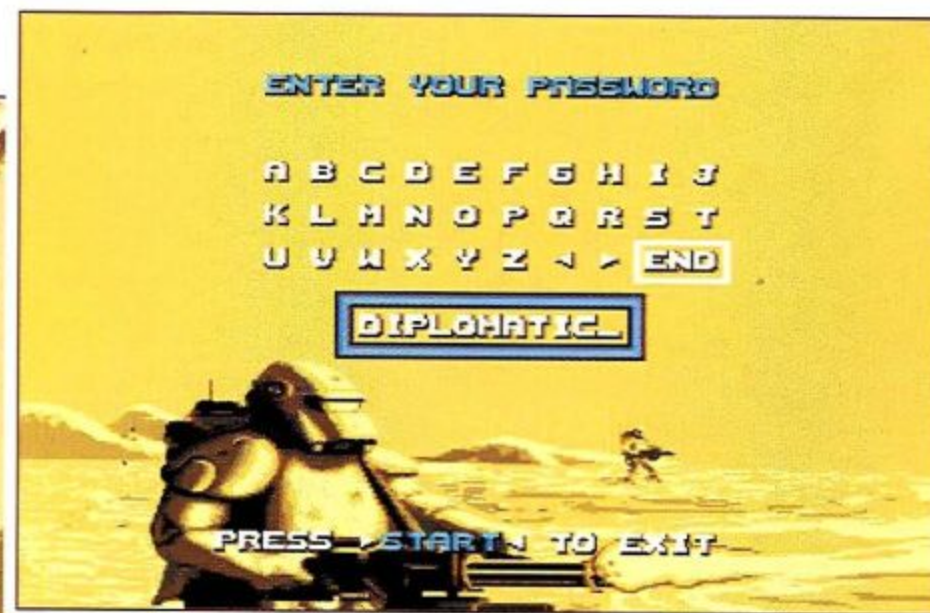 ENTER YOUR PASSWORD
A B C D E F G H I J
K L M N O P Q R S T
U V W X Y Z ◄ ► END
DIPLOMATIC_
PRESS ►START◄ TO EXIT